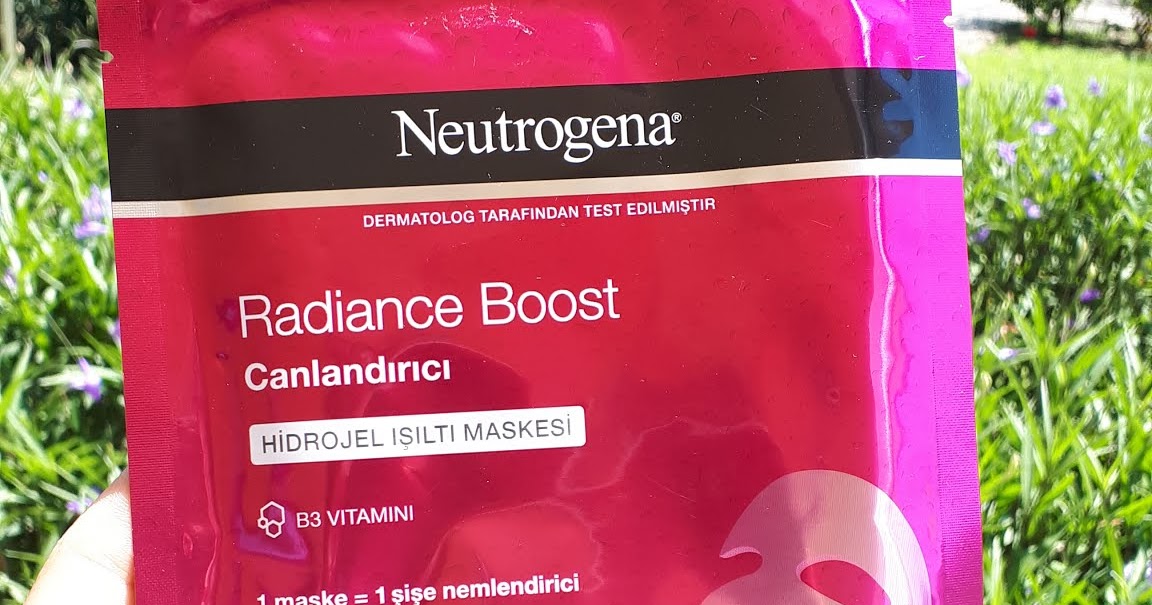 Neutrogena®
DERMATOLOG TARAFINDAN TEST EDILMIŞTIR
Radiance Boost
Canlandırıcı
HİDROJEL IŞILTI MASKESİ
B3 VITAMINI
1 maske = 1 şişe nemlendirici